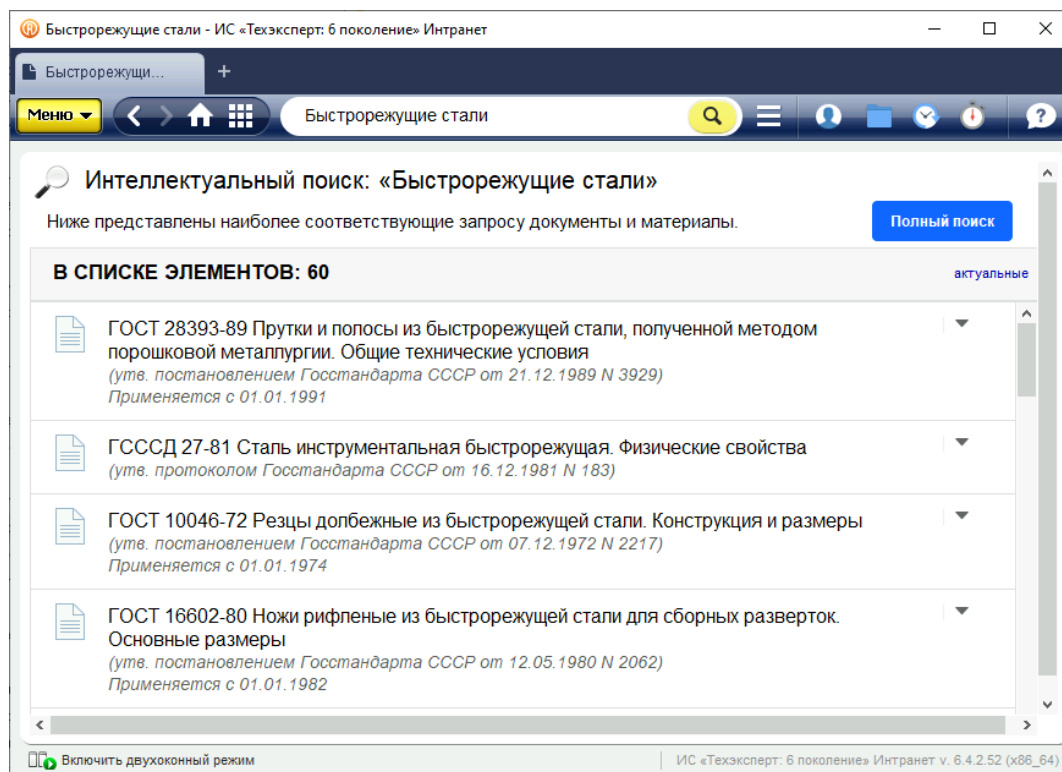 Быстрорежущие стали - ИС «Техэксперт: 6 поколение» Интранет
Быстрорежущи...
Меню
Быстрорежущие стали
Интеллектуальный поиск: «Быстрорежущие стали»
Ниже представлены наиболее соответствующие запросу документы и материалы.
Полный поиск
В СПИСКЕ ЭЛЕМЕНТОВ: 60
актуальные
ГОСТ 28393-89 Прутки и полосы из быстрорежущей стали, полученной методом
порошковой металлургии. Общие технические условия
(утв. постановлением Госстандарта СССР от 21.12.1989 N 3929)
Применяется с 01.01.1991
ГСССД 27-81 Сталь инструментальная быстрорежущая. Физические свойства
(утв. протоколом Госстандарта СССР от 16.12.1981 N 183)
ГОСТ 10046-72 Резцы долбежные из быстрорежущей стали. Конструкция и размеры
(утв. постановлением Госстандарта СССР от 07.12.1972 N 2217)
Применяется с 01.01.1974
ГОСТ 16602-80 Ножи рифленые из быстрорежущей стали для сборных разверток.
Основные размеры
(утв. постановлением Госстандарта СССР от 12.05.1980 N 2062)
Применяется с 01.01.1982
Включить двухоконный режим
ИС «Техэксперт: 6 поколение» Интранет v. 6.4.2.52 (x86_64)